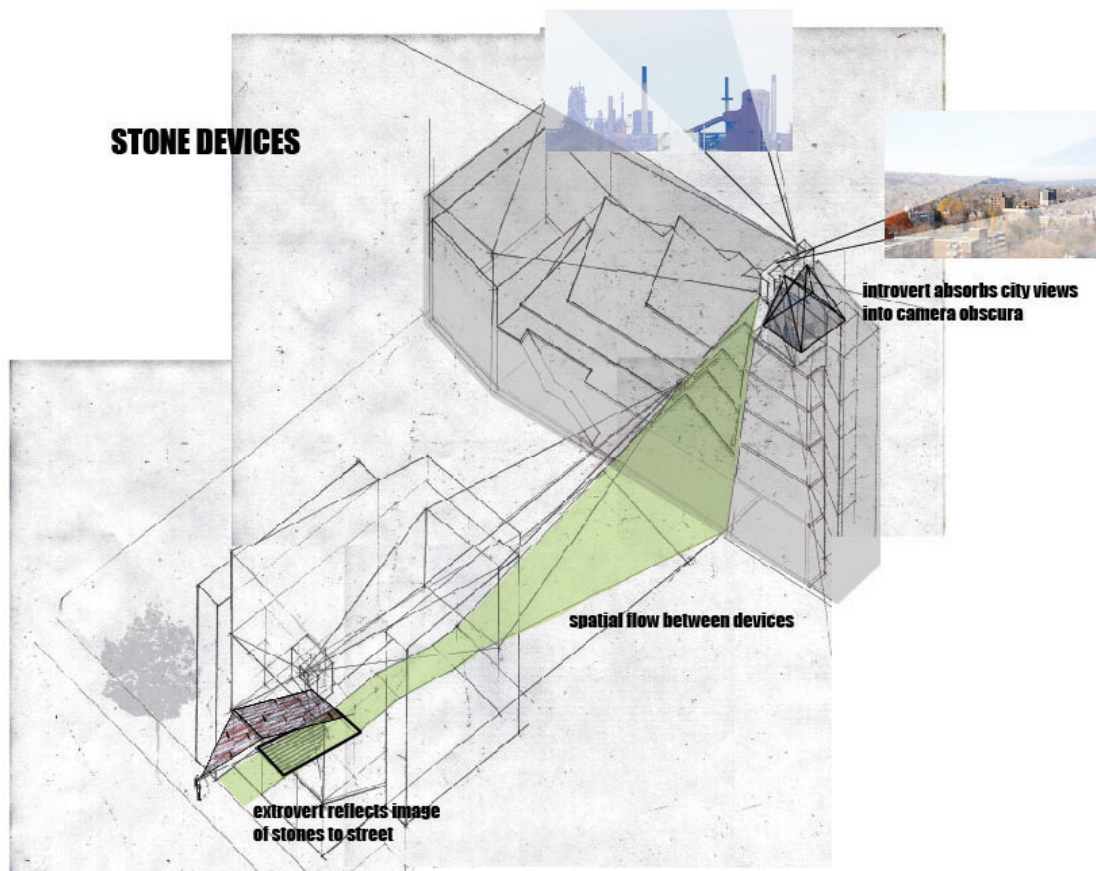 STONE DEVICES
introvert absorbs city views
into camera obscura
spatial flow between devices
extrovert reflects image
of stones to street